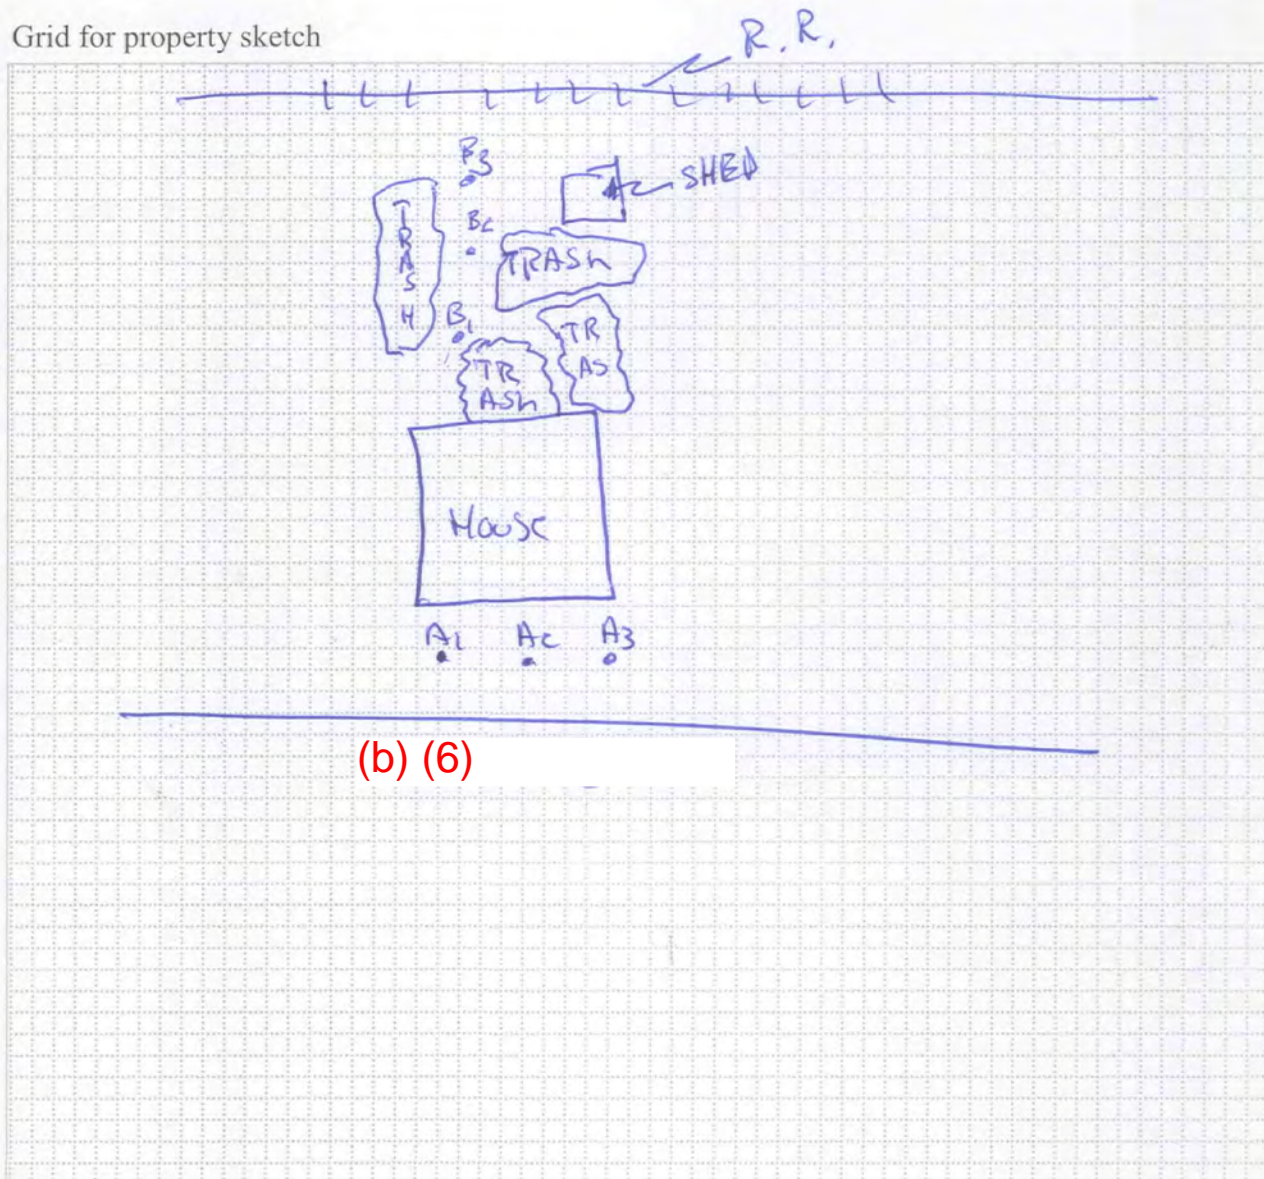 Grid for property sketch
R.R.
B3
SHED
TRASH
B2
TRASh
B1
TR
AS
TR
ASh
House
A1 A2 A3
(b) (6)